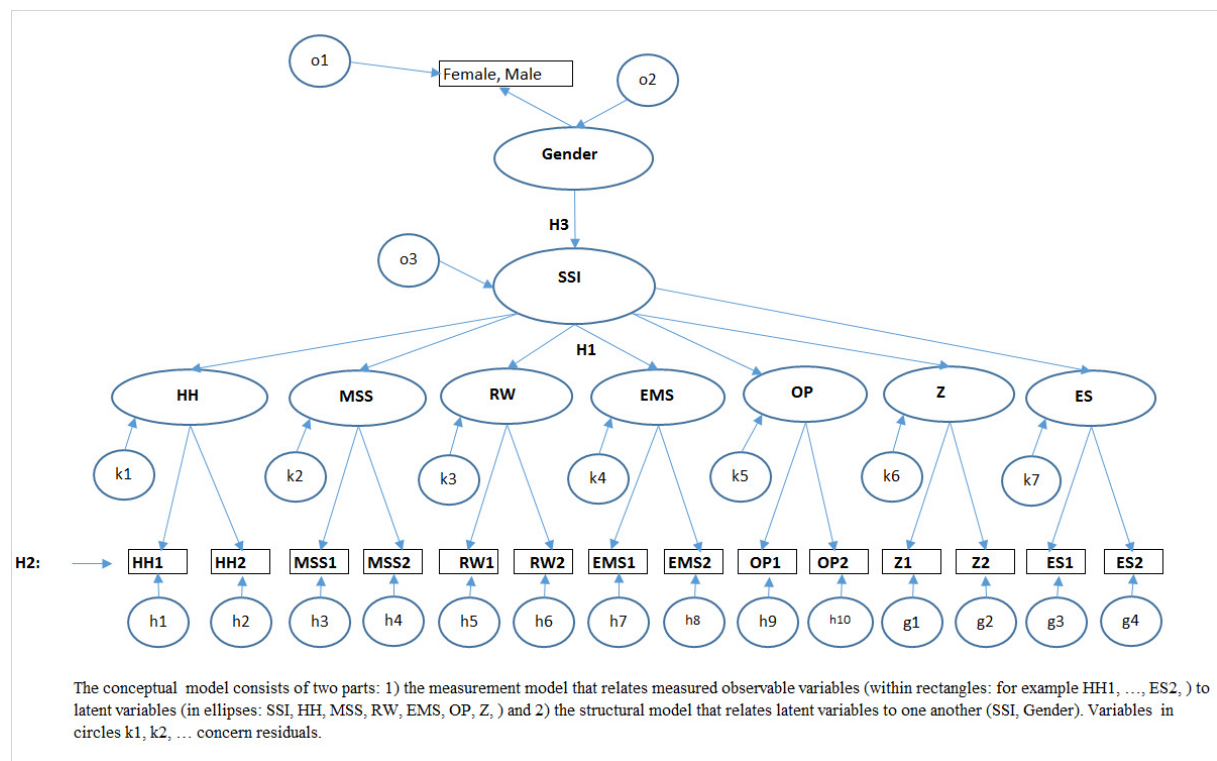 o1
Female, Male
o2
Gender
H3
o3
SSI
H1
HH MSS RW EMS OP Z ES
k1 k2 k3 k4 k5 k6 k7
H2: HH1 HH2 MSS1 MSS2 RW1 RW2 EMS1 EMS2 OP1 OP2 Z1 Z2 ES1 ES2
h1 h2 h3 h4 h5 h6 h7 h8 h9 h10 g1 g2 g3 g4
The conceptual model consists of two parts: 1) the measurement model that relates measured observable variables (within rectangles: for example HH1, …, ES2, ) to
latent variables (in ellipses: SSI, HH, MSS, RW, EMS, OP, Z, ) and 2) the structural model that relates latent variables to one another (SSI, Gender). Variables in
circles k1, k2, … concern residuals.